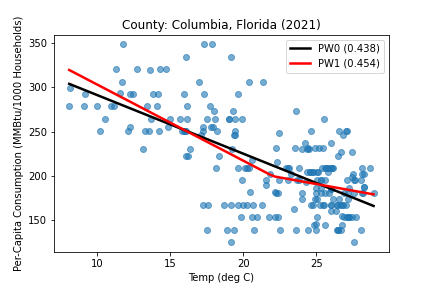 County: Columbia, Florida (2021)
PW0 (0.438)
PW1 (0.454)
Per-Capita Consumption (MMBtu/1000 Households)
350
300
250
200
150
10
15
20
25
Temp (deg C)